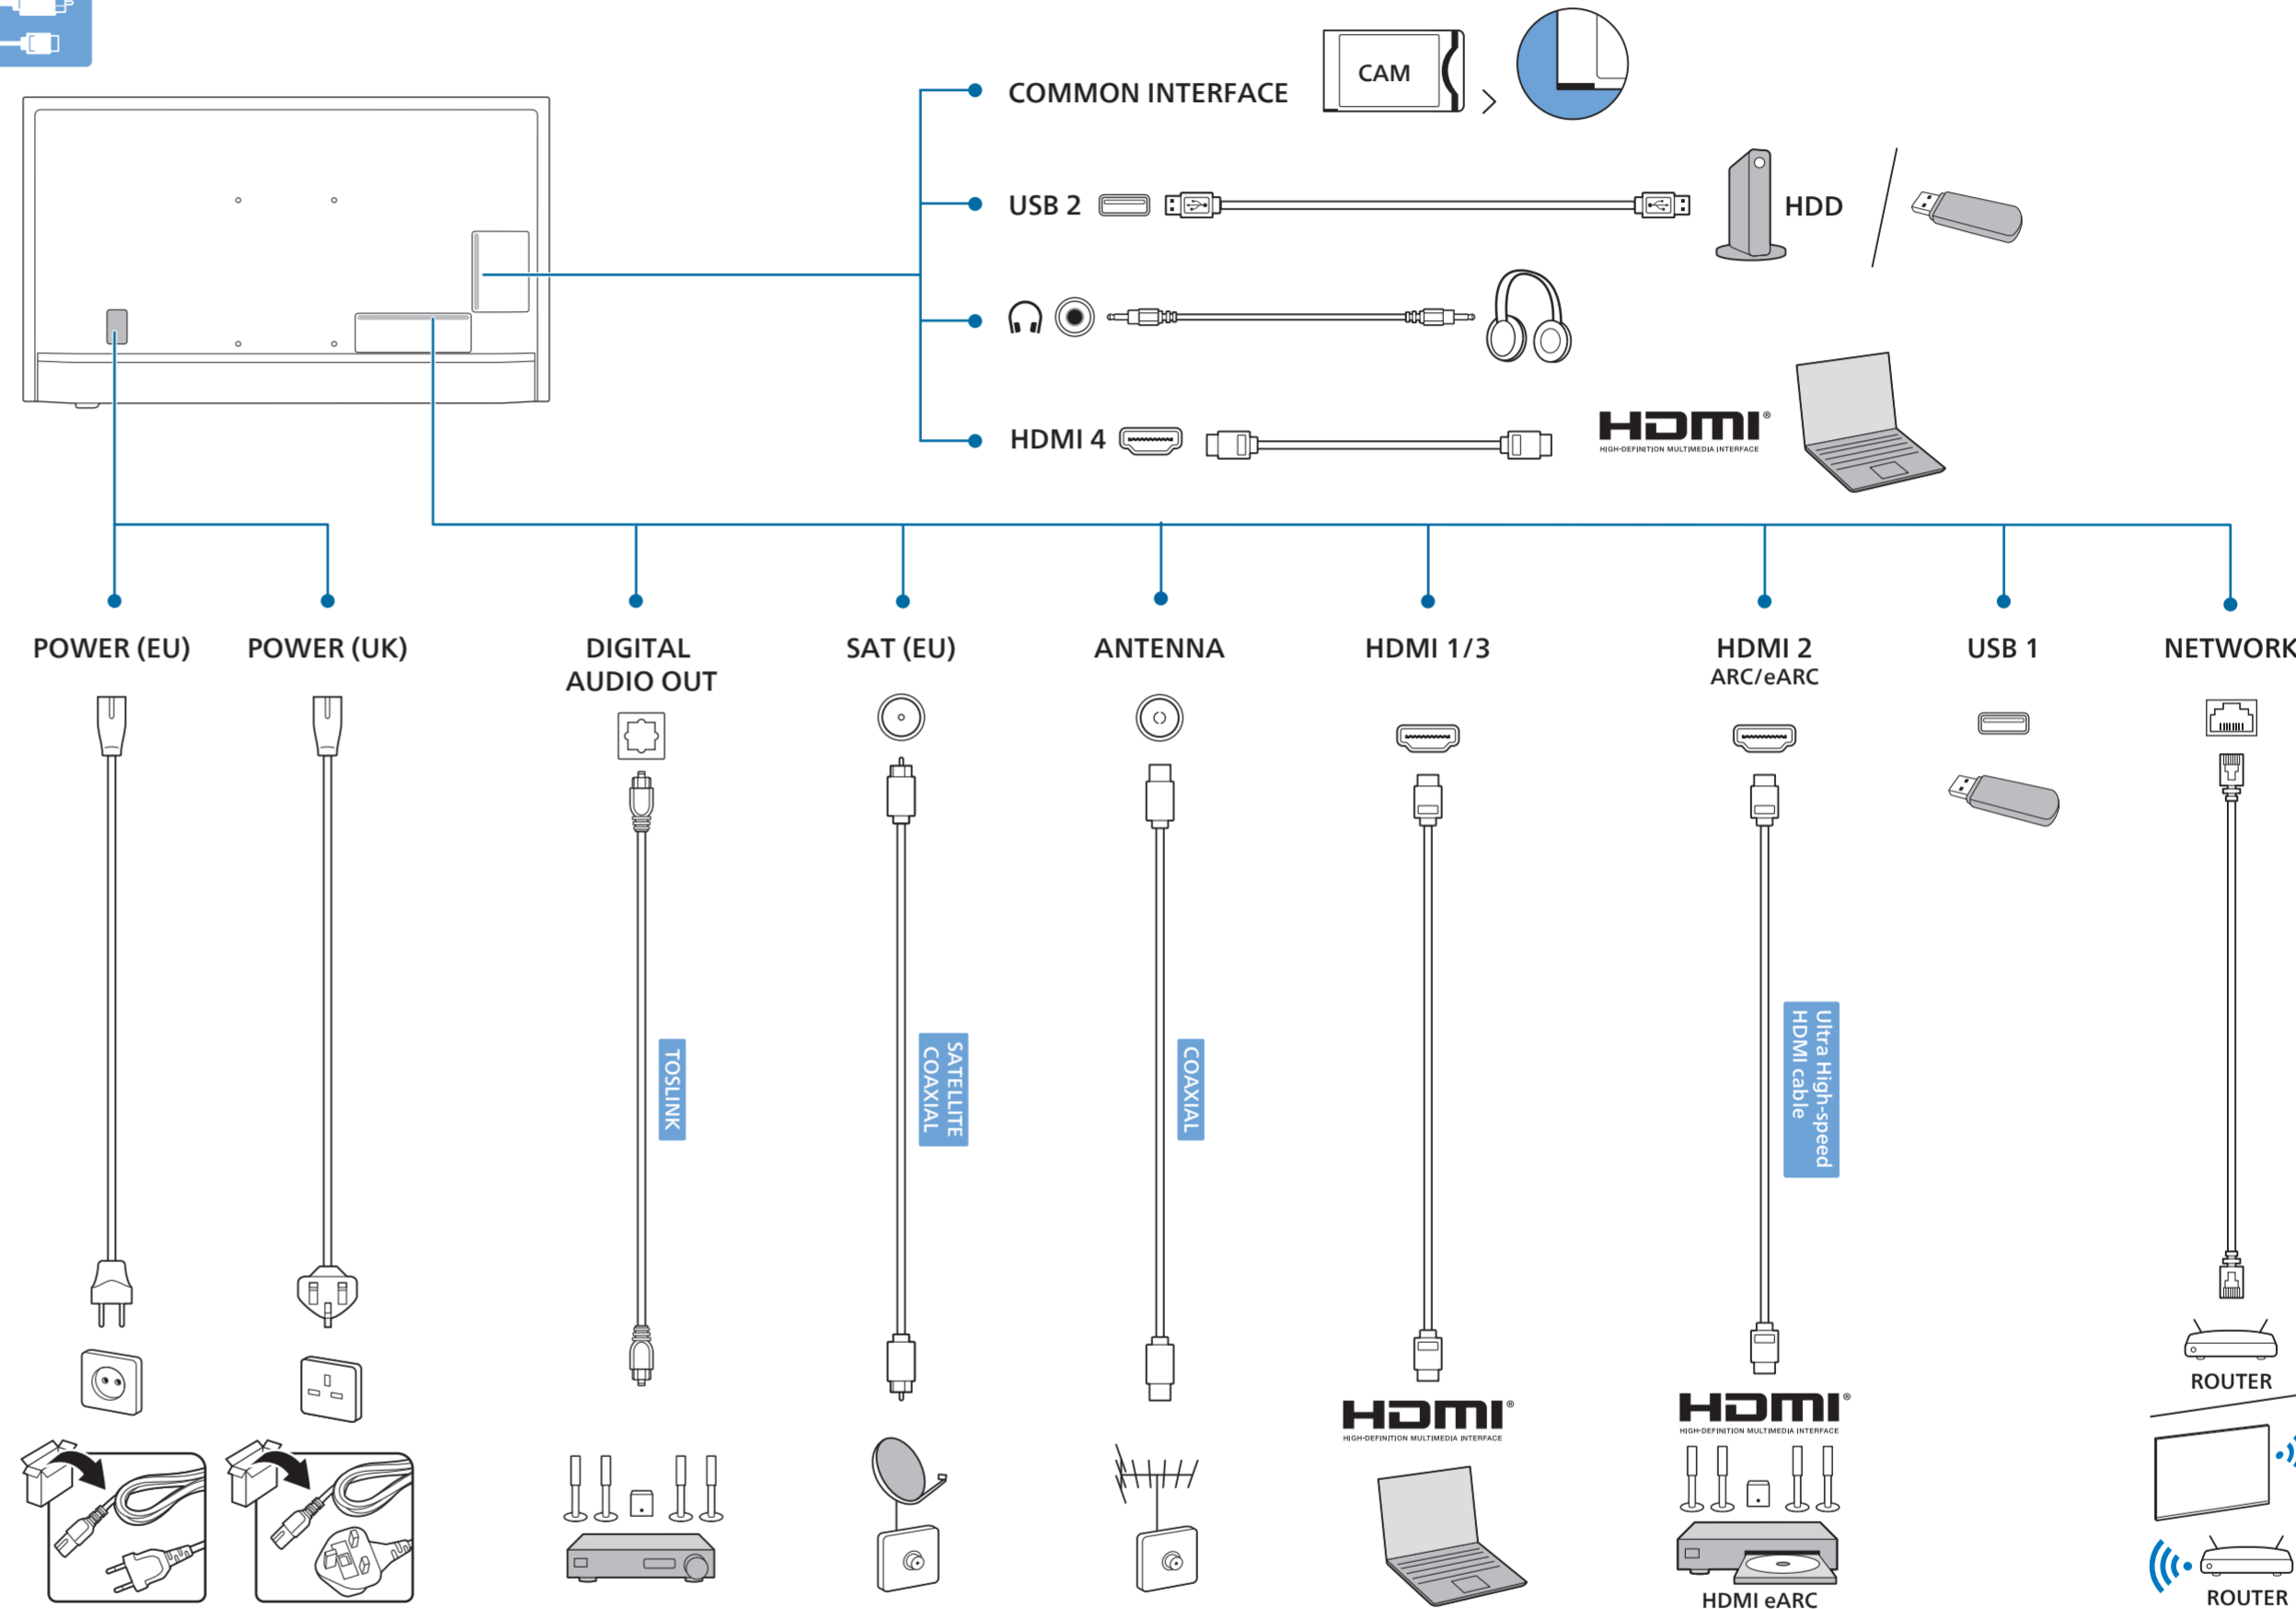 COMMON INTERFACE
CAM
USB 2
HDD
HDMI 4
HDMI®
HIGH-DEFINITION MULTIMEDIA INTERFACE
POWER (EU)
POWER (UK)
DIGITAL
AUDIO OUT
SAT (EU)
ANTENNA
HDMI 1/3
HDMI 2
ARC/eARC
USB 1
NETWORK
TOSLINK
SATELLITE
COAXIAL
COAXIAL
Ultra High-speed
HDMI cable
HDMI®
HIGH-DEFINITION MULTIMEDIA INTERFACE
HDMI®
HIGH-DEFINITION MULTIMEDIA INTERFACE
HDMI eARC
ROUTER
ROUTER